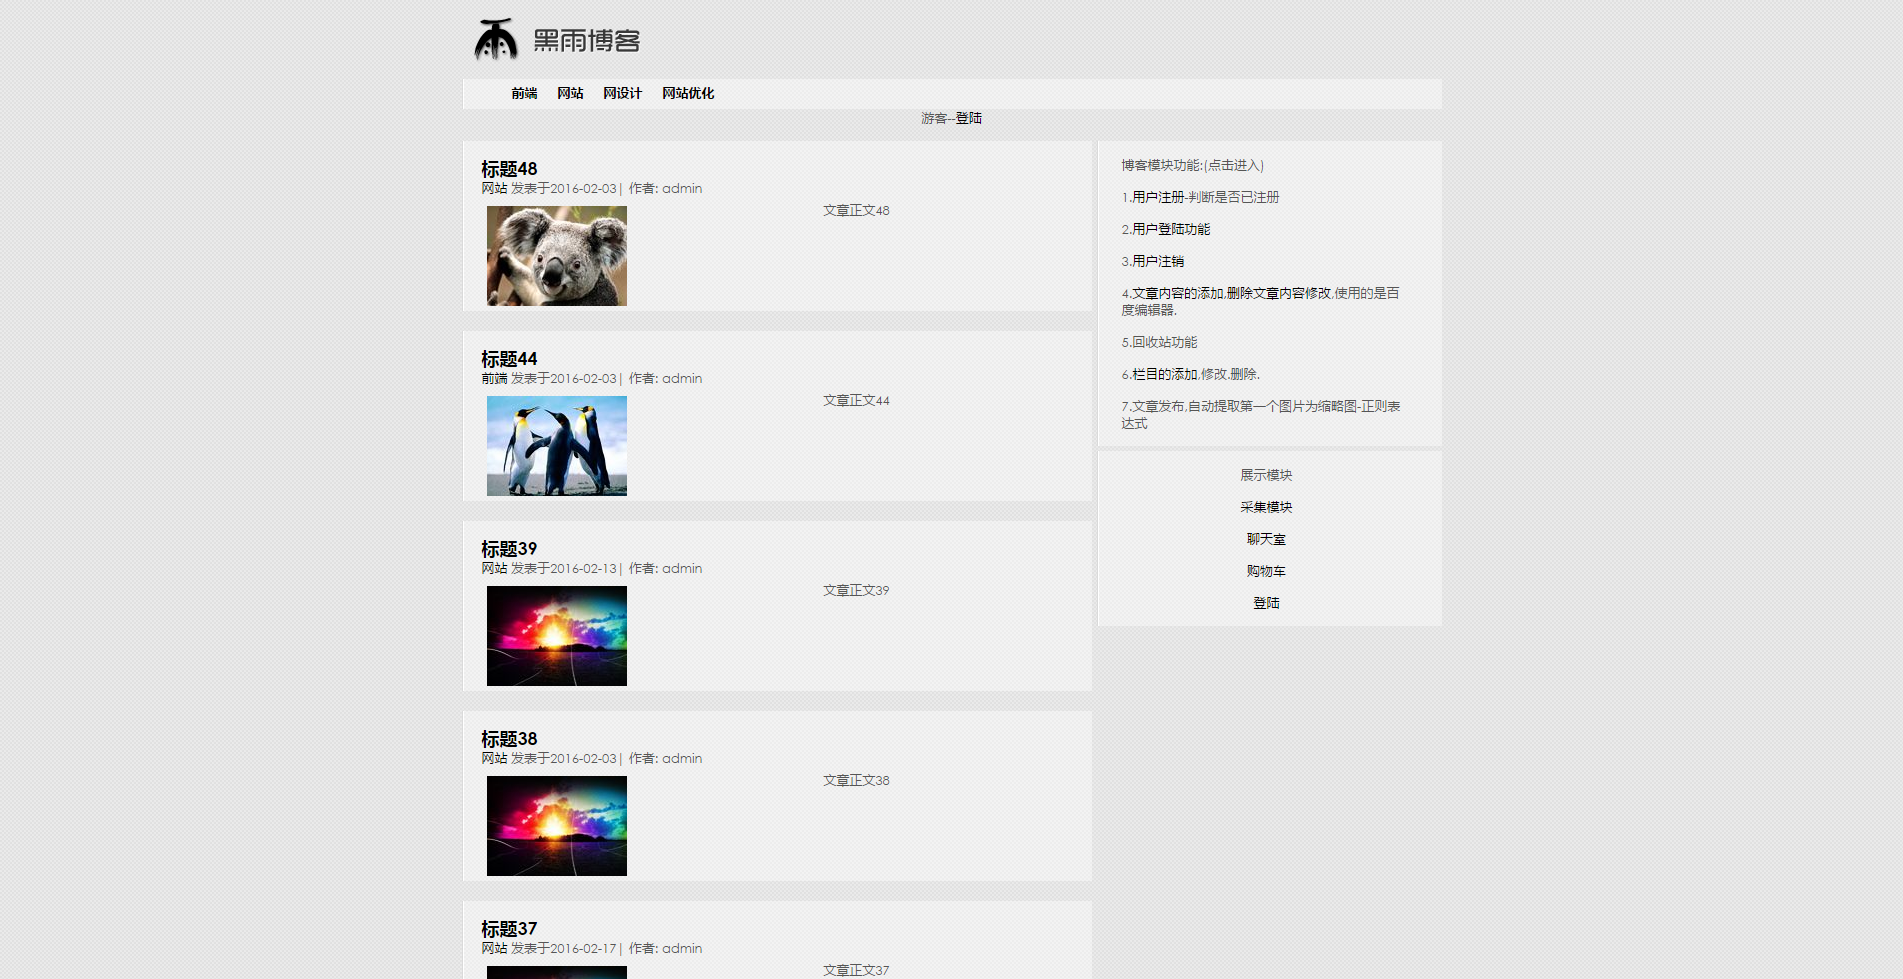 黑雨博客
前端 网站 网设计 网站优化
游客--登陆
标题48
网站 发表于2016-02-03| 作者: admin
文章正文48
标题44
前端 发表于2016-02-03| 作者: admin
文章正文44
标题39
网站 发表于2016-02-13| 作者: admin
文章正文39
标题38
网站 发表于2016-02-03| 作者: admin
文章正文38
标题37
网站 发表于2016-02-17| 作者: admin
文章正文37
博客模块功能:(点击进入)
1.用户注册-判断是否已注册
2.用户登陆功能
3.用户注销
4.文章内容的添加,删除文章内容修改,使用的是百
度编辑器.
5.回收站功能
6.栏目的添加,修改.删除.
7.文章发布,自动提取第一个图片为缩略图-正则表
达式
展示模块
采集模块
聊天室
购物车
登陆